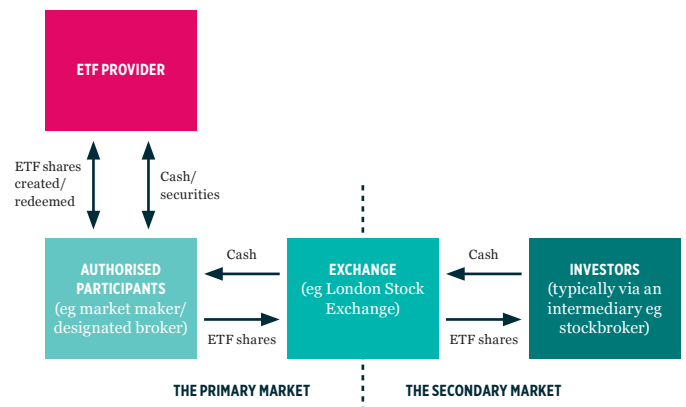 ETF PROVIDER
ETF shares
created/
redeemed
Cash/
securities
AUTHORISED
PARTICIPANTS
(eg market maker/
designated broker)
Cash
ETF shares
EXCHANGE
(eg London Stock
Exchange)
Cash
ETF shares
INVESTORS
(typically via an
intermediary eg
stockbroker)
THE PRIMARY MARKET
THE SECONDARY MARKET